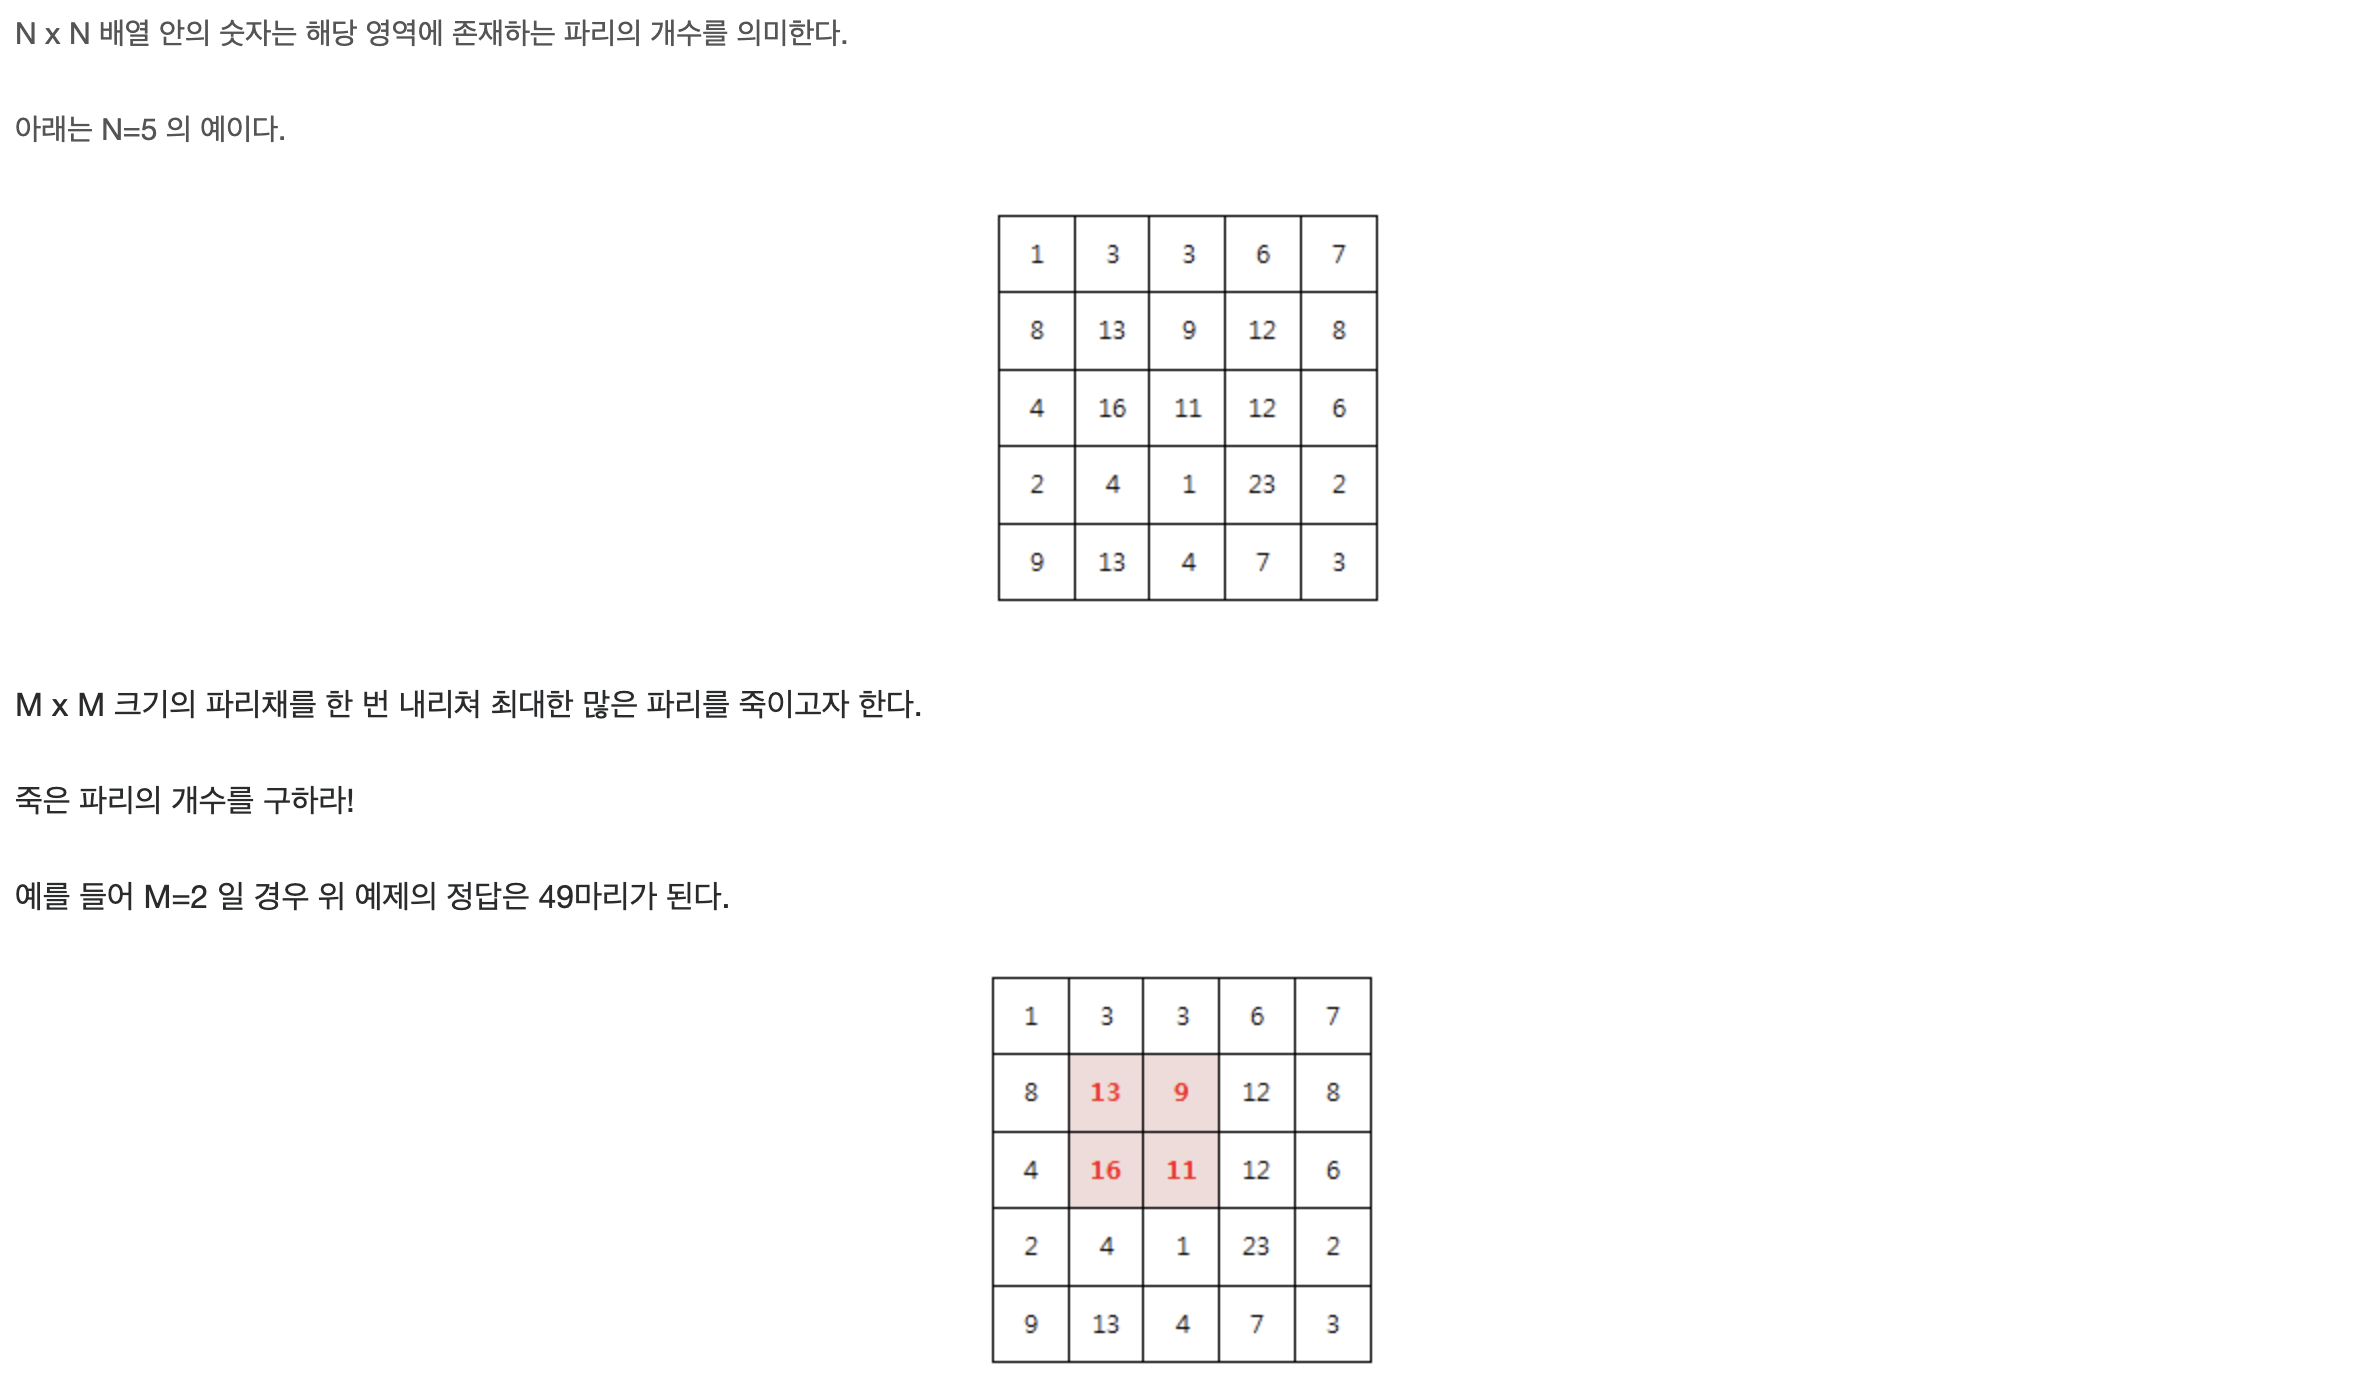 N x N 배열 안의 숫자는 해당 영역에 존재하는 파리의 개수를 의미한다.
아래는 N=5 의 예이다.
1 3 3 6 7
8 13 9 12 8
4 16 11 12 6
2 4 1 23 2
9 13 4 7 3
M x M 크기의 파리채를 한 번 내리쳐 최대한 많은 파리를 죽이고자 한다.
죽은 파리의 개수를 구하라!
예를 들어 M=2 일 경우 위 예제의 정답은 49마리가 된다.
1 3 3 6 7
8 13 9 12 8
4 16 11 12 6
2 4 1 23 2
9 13 4 7 3